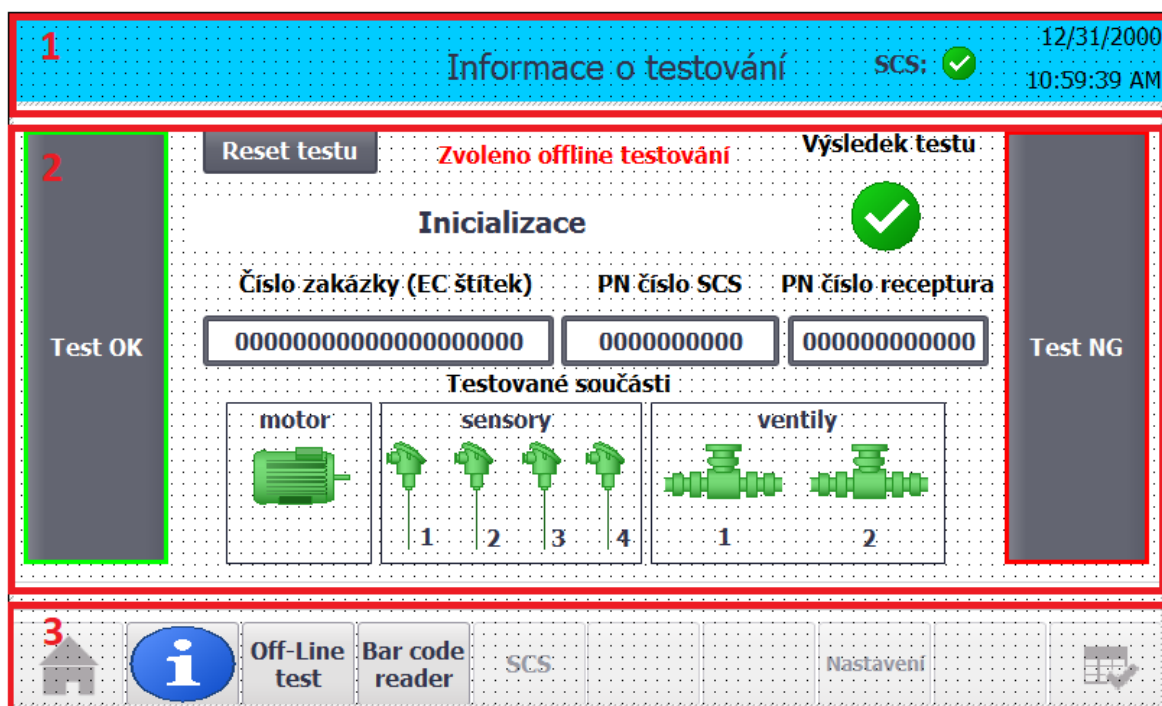 1
12/31/2000
Informace o testování
SCS:
10:59:39 AM
2
Reset testu
Zvoleno offline testování
Výsledek testu
Inicializace
Číslo zakázky (EC štítek)
PN číslo SCS
PN číslo receptura
Test OK
00000000000000000000
0000000000
000000000000
Test NG
Testované součásti
motor
sensory
ventily
1
2
3
4
1
2
3
i
Off-Line
test
Bar code
reader
SCS
Nastavení